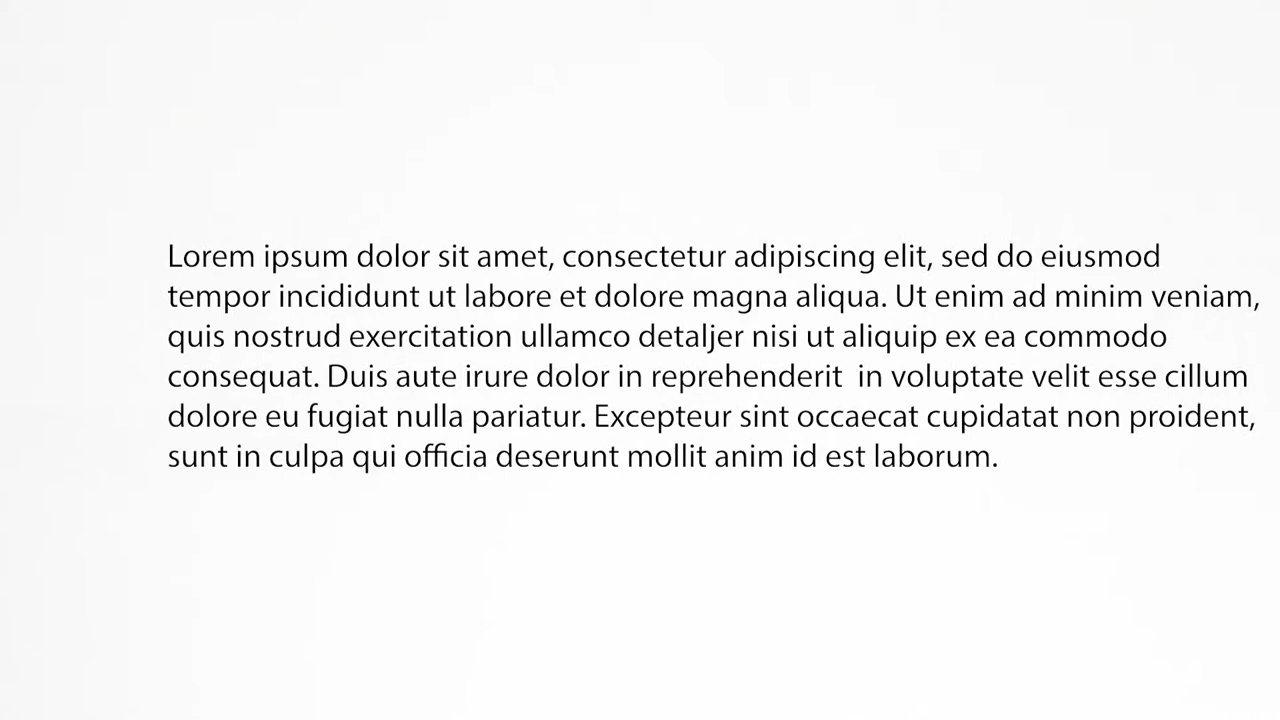 Lorem ipsum dolor sit amet, consectetur adipiscing elit, sed do eiusmod
tempor incididunt ut labore et dolore magna aliqua. Ut enim ad minim veniam,
quis nostrud exercitation ullamco detaljer nisi ut aliquip ex ea commodo
consequat. Duis aute irure dolor in reprehenderit  in voluptate velit esse cillum
dolore eu fugiat nulla pariatur. Excepteur sint occaecat cupidatat non proident,
sunt in culpa qui officia deserunt mollit anim id est laborum.